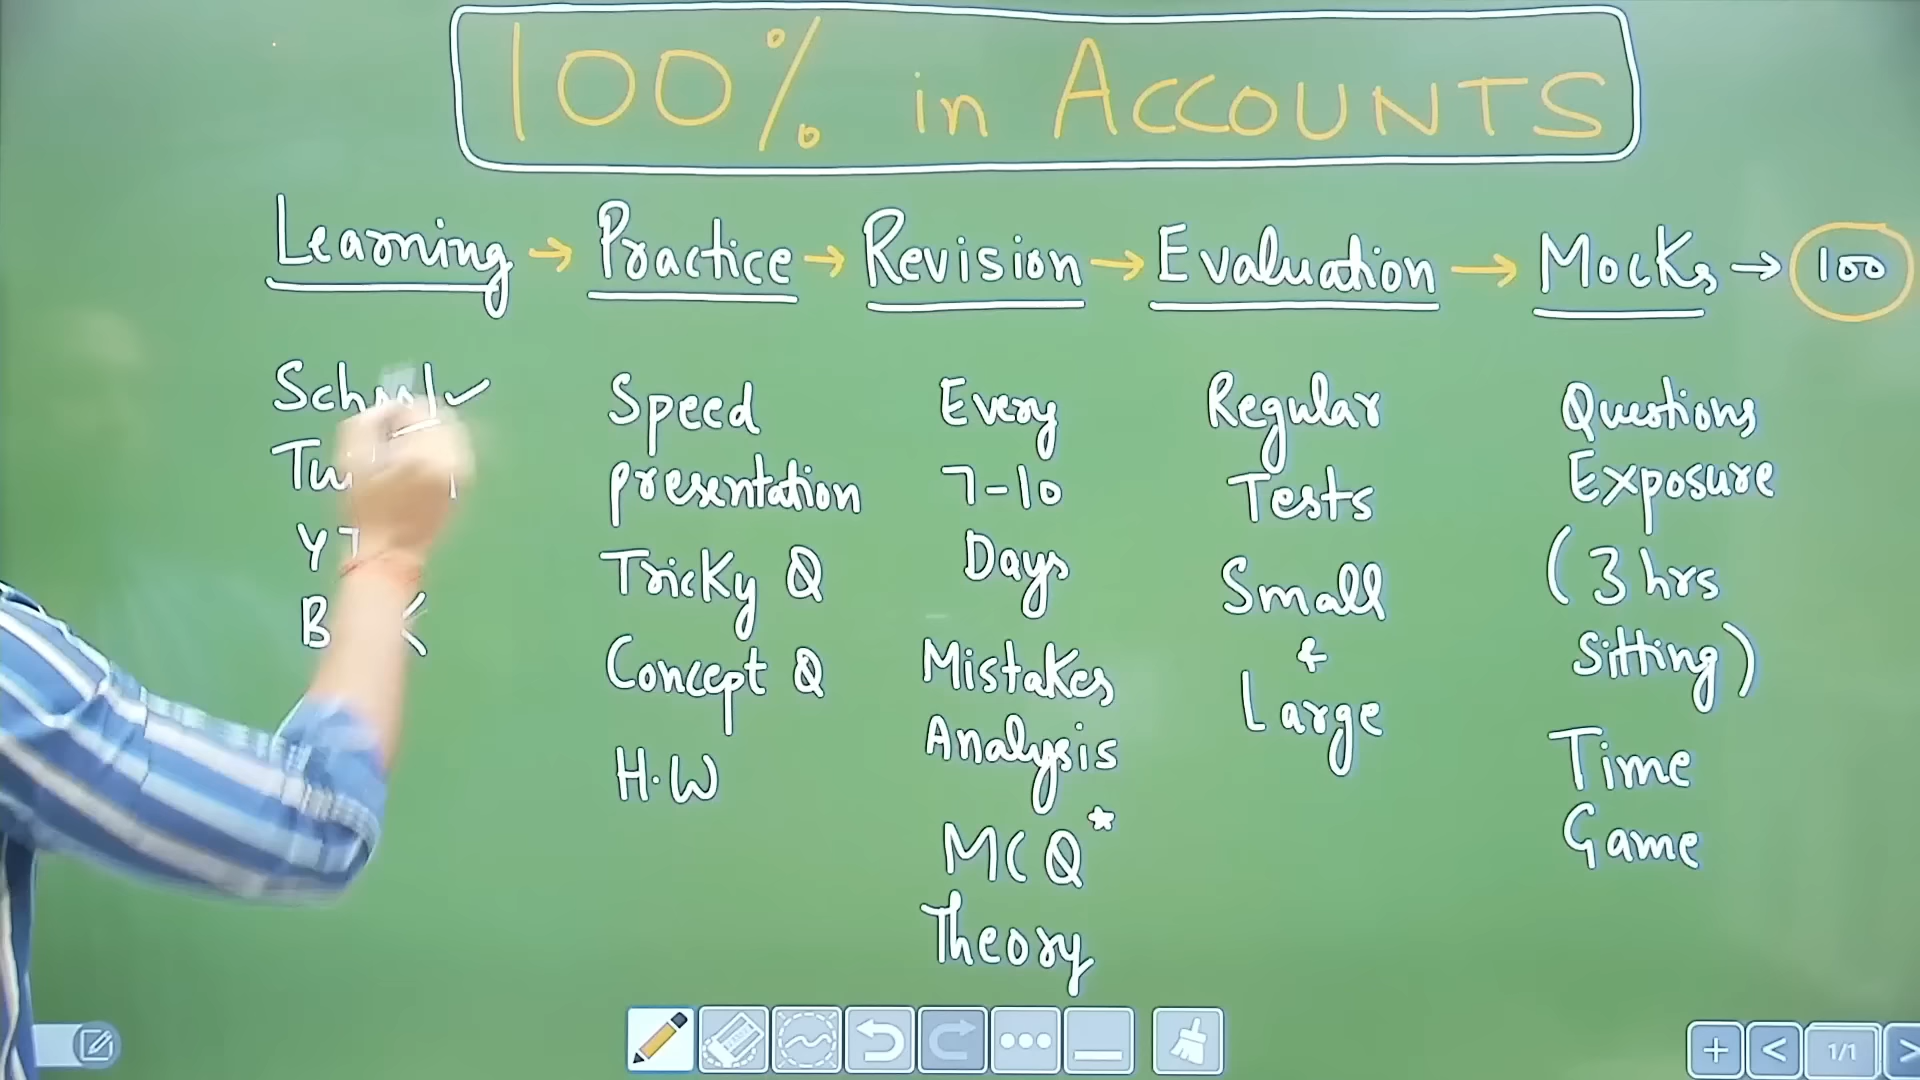 100% in ACCOUNTS
Learning → Practice → Revision → Evaluation → Mocks → 100
School ✓
Speed
presentation
Tricky Q
Concept Q
H.W
Every
7-10
Days
Mistakes
Analysis
MCQ*
Theory
Regular
Tests
Small
&
Large
Questions
Exposure
(3 hrs
sitting)
Time
Game
1/1